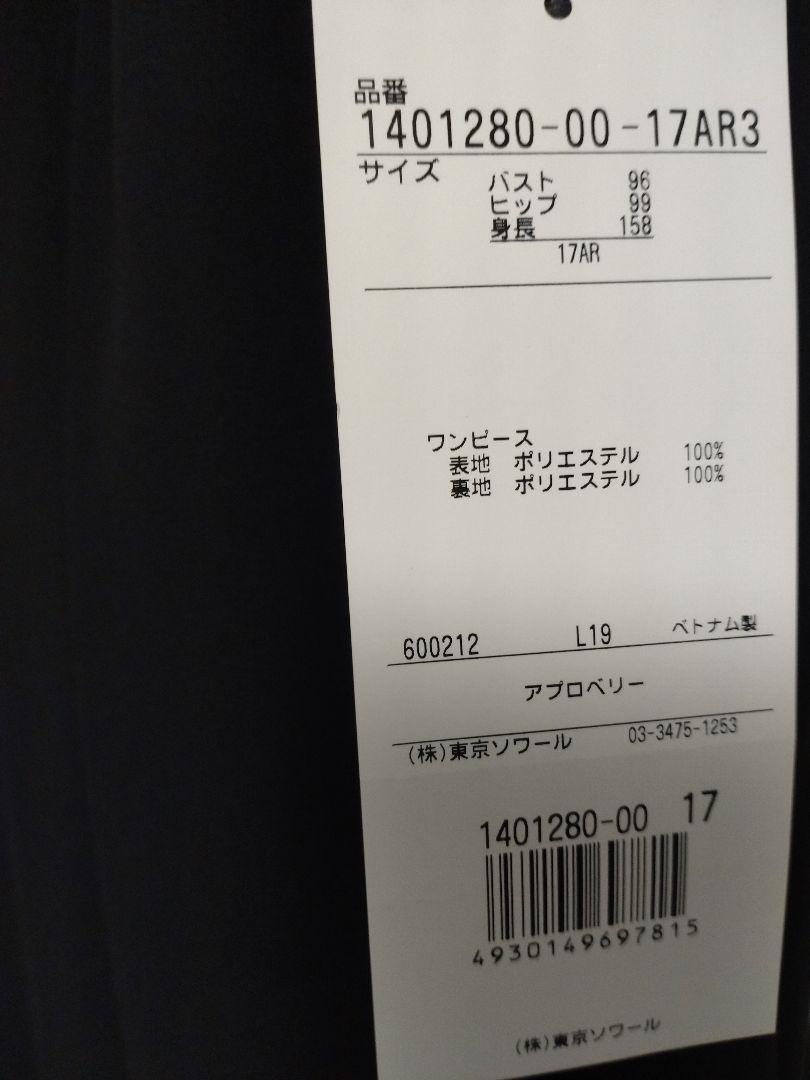 品番
1401280-00-17AR3
サイズ
バスト 96
ヒップ 99
身長 158
17AR
ワンピース
表地 ポリエステル 100%
裏地 ポリエステル 100%
600212 L19 ベトナム製
アプロベリー
(株)東京ソワール 03-3475-1253
1401280-00 17
4930149697815
(株)東京ソワール